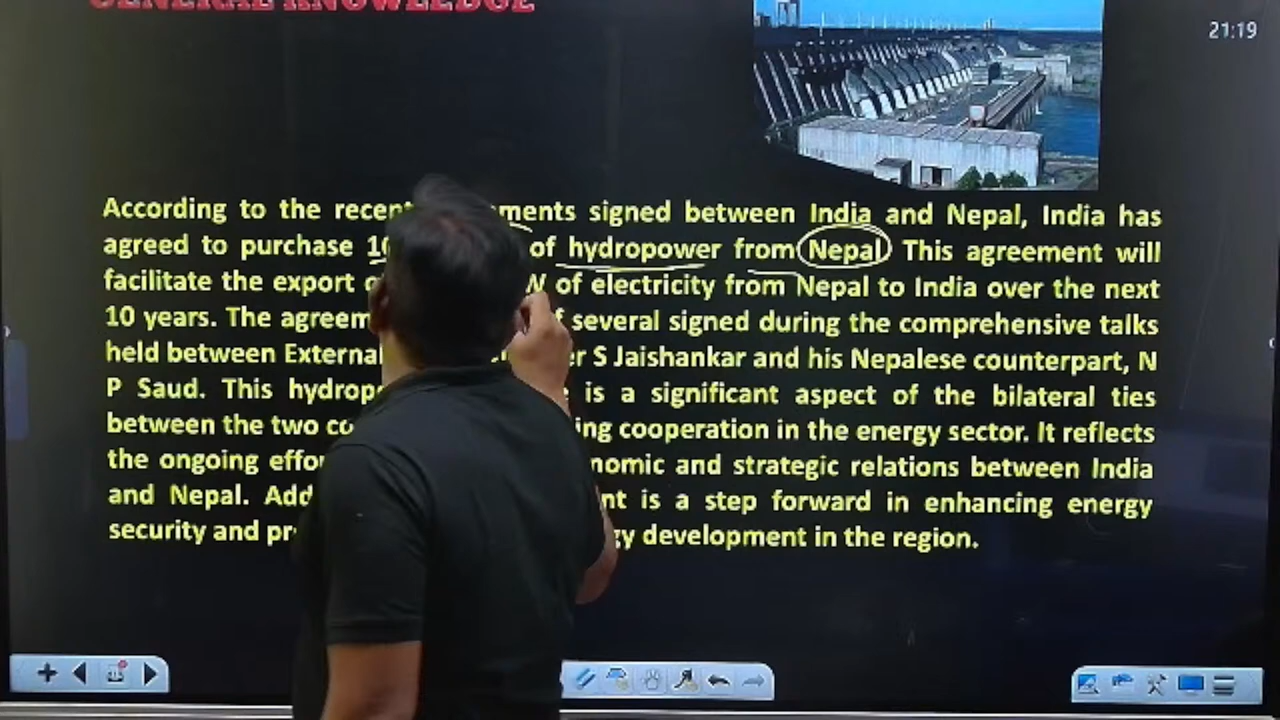 GENERAL KNOWLEDGE
21:19
According to the recent signed between India and Nepal, India has
agreed to purchase of hydropower from Nepal. This agreement will
facilitate the export of electricity from Nepal to India over the next
10 years. The several signed during the comprehensive talks
held between External S Jaishankar and his Nepalese counterpart, N
P Saud. This is a significant aspect of the bilateral ties
between the two cooperation in the energy sector. It reflects
the ongoing and strategic relations between India
and Nepal. is a step forward in enhancing energy
security and development in the region.